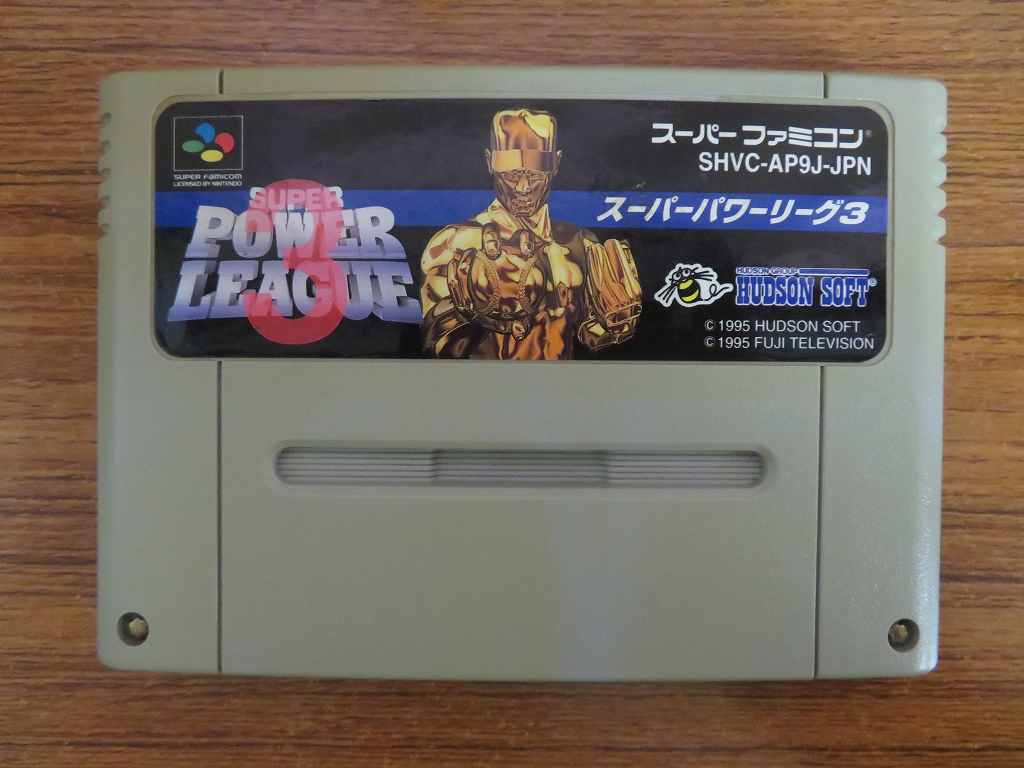 SUPER FAMICOM
LICENSED BY NINTENDO
SUPER
POWER
LEAGUE
3
スーパーファミコン®
SHVC-AP9J-JPN
スーパーパワーリーグ3
HUDSON GROUP
HUDSON SOFT®
© 1995 HUDSON SOFT
© 1995 FUJI TELEVISION